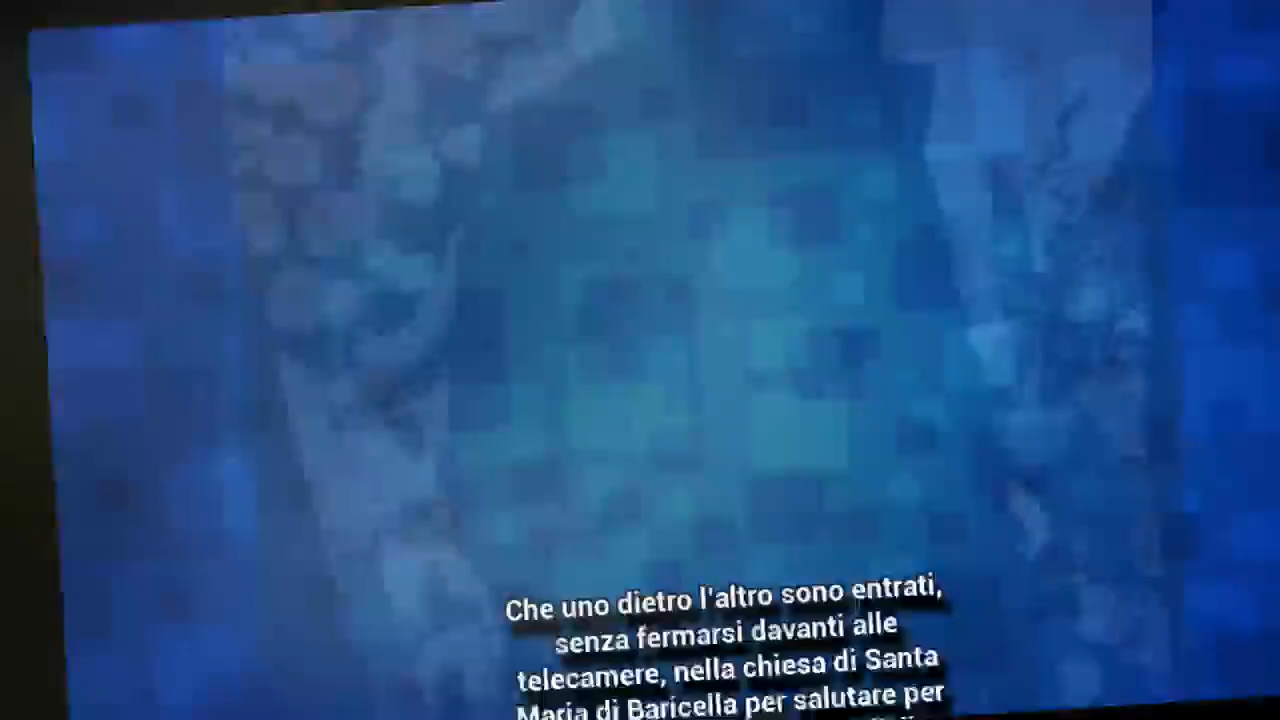 Che uno dietro l'altro sono entrati,
senza fermarsi davanti alle
telecamere, nella chiesa di Santa
Maria di Baricella per salutare per